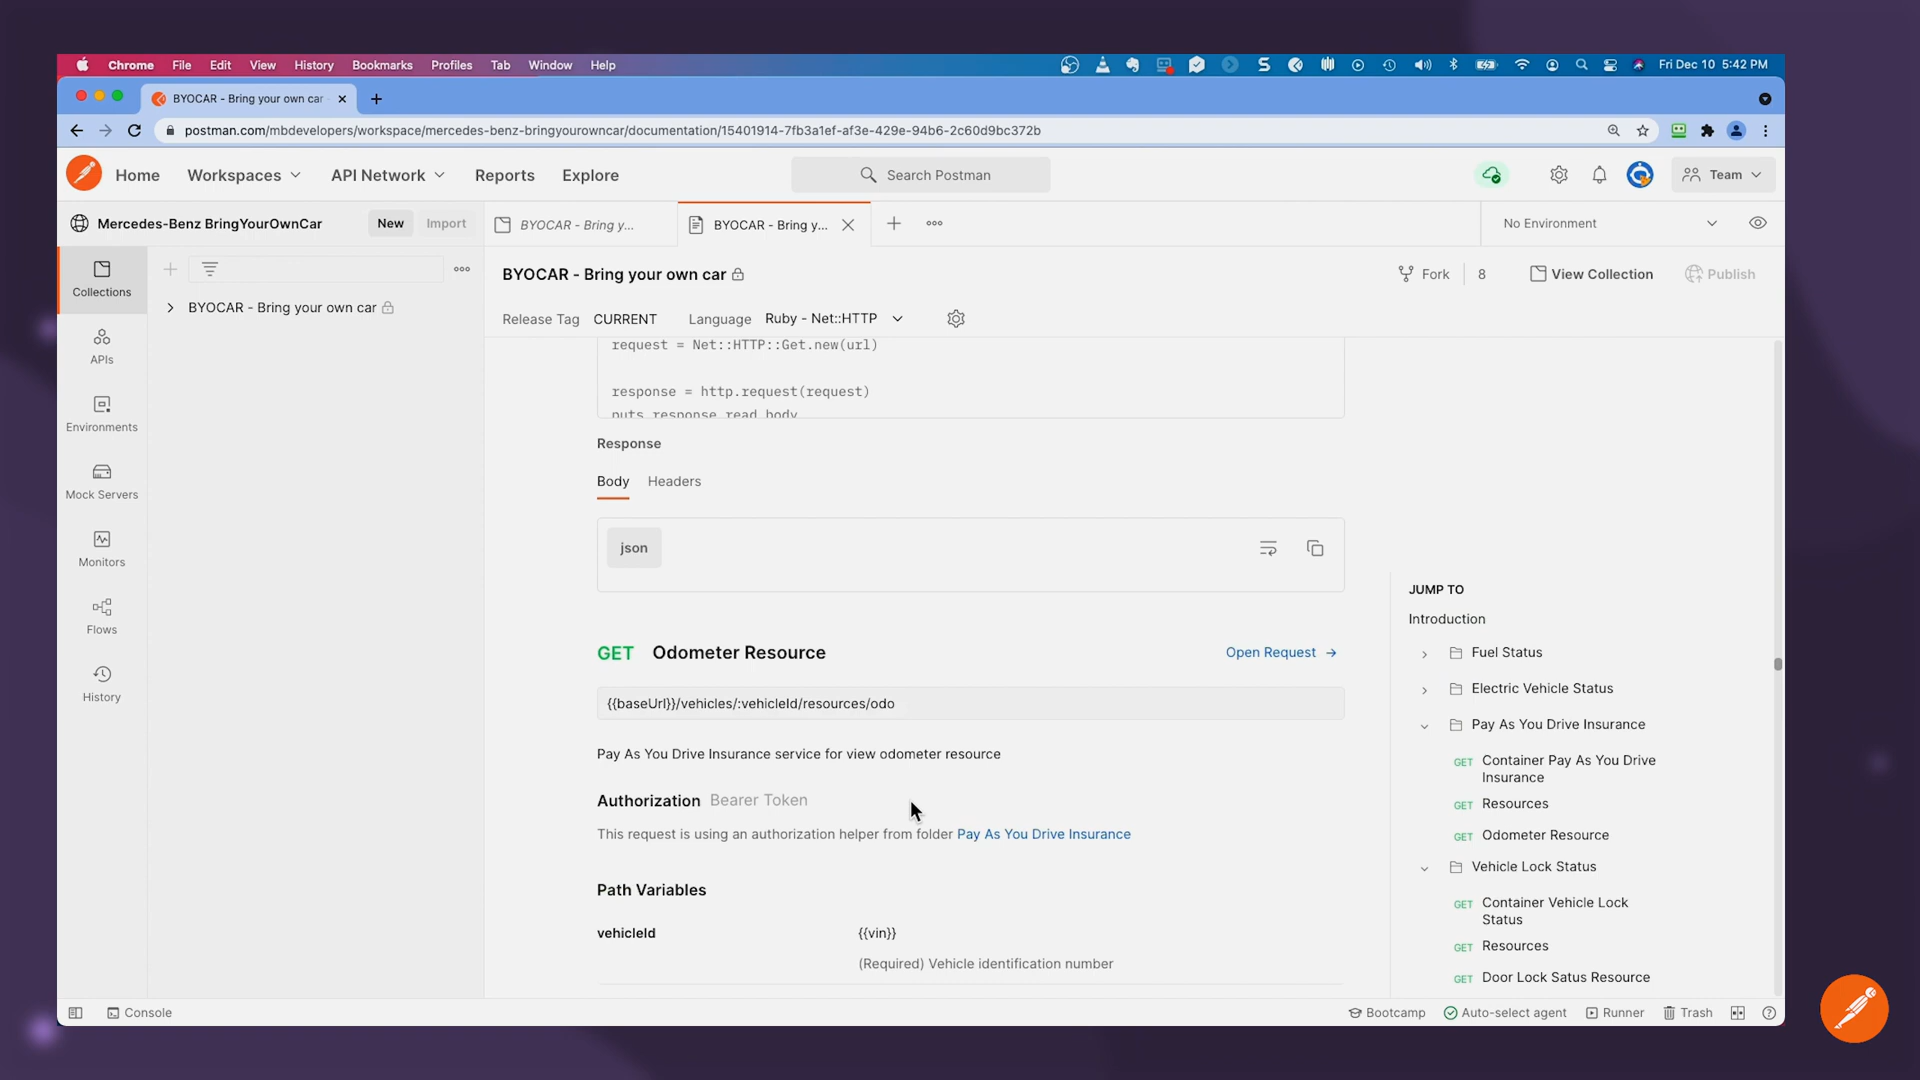 Chrome File Edit View History Bookmarks Profiles Tab Window Help Fri Dec 10 5:42 PM
BYOCAR - Bring your own car
postman.com/mbdevelopers/workspace/mercedes-benz-bringyourowncar/documentation/15401914-7fb3a1ef-af3e-429e-94b6-2c60d9bc372b
Home Workspaces API Network Reports Explore Search Postman Team
Mercedes-Benz BringYourOwnCar New Import BYOCAR - Bring y... BYOCAR - Bring y... No Environment
Collections
BYOCAR - Bring your own car
APIs
Environments
Mock Servers
Monitors
Flows
History
BYOCAR - Bring your own car Fork 8 View Collection Publish
Release Tag CURRENT Language Ruby - Net::HTTP
request = Net::HTTP::Get.new(url)
response = http.request(request)
puts response.read_body
Response
Body Headers
json
GET Odometer Resource Open Request →
{{baseUrl}}/vehicles/:vehicleId/resources/odo
Pay As You Drive Insurance service for view odometer resource
Authorization Bearer Token
This request is using an authorization helper from folder Pay As You Drive Insurance
Path Variables
vehicleId {{vin}}
(Required) Vehicle identification number
JUMP TO
Introduction
Fuel Status
Electric Vehicle Status
Pay As You Drive Insurance
GET Container Pay As You Drive
Insurance
GET Resources
GET Odometer Resource
Vehicle Lock Status
GET Container Vehicle Lock
Status
GET Resources
GET Door Lock Satus Resource
Console Bootcamp Auto-select agent Runner Trash